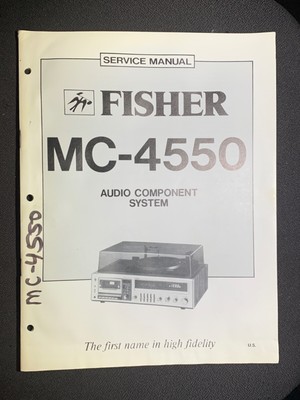 SERVICE MANUAL
FISHER
MC-4550
AUDIO COMPONENT
SYSTEM
MC-4550
The first name in high fidelity
U.S.